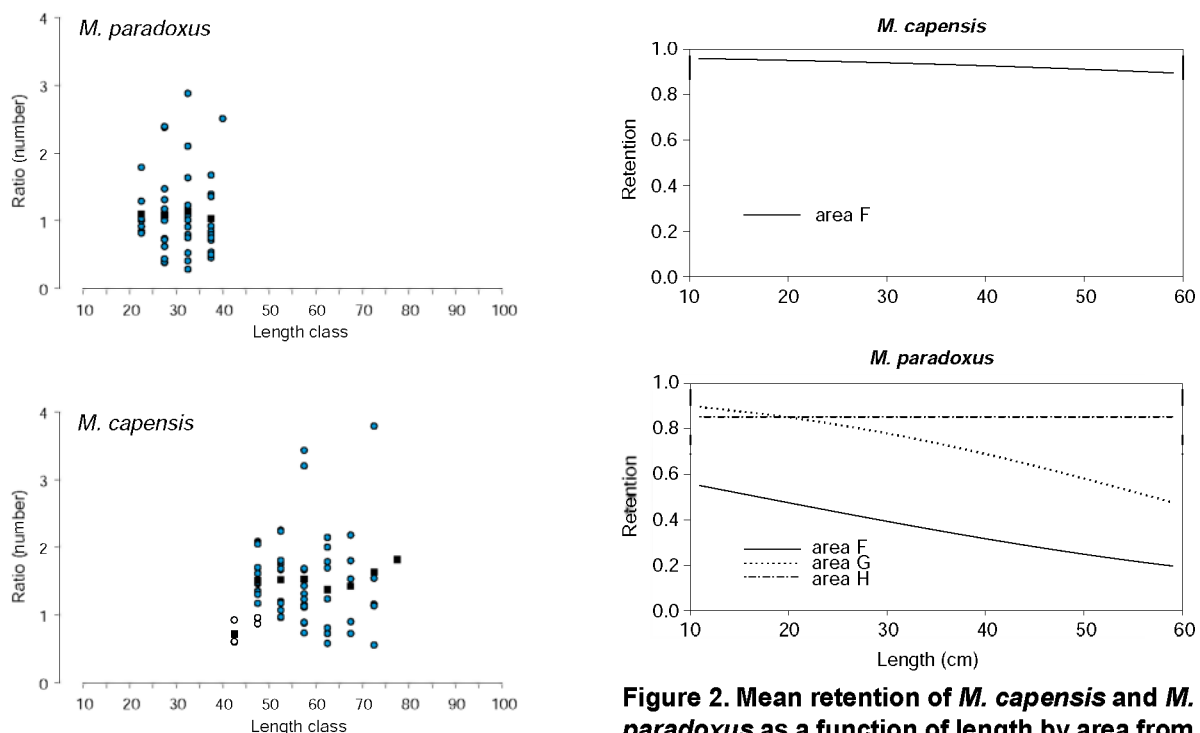 M. paradoxus
4
3
2
1
0
Ratio (number)
10 20 30 40 50 60 70 80 90 100
Length class
M. capensis
4
3
2
1
0
Ratio (number)
10 20 30 40 50 60 70 80 90 100
Length class
M. capensis
1.0
0.8
0.6
0.4
0.2
0.0
Retention
area F
10 20 30 40 50 60
M. paradoxus
1.0
0.8
0.6
0.4
0.2
0.0
Retention
area F
area G
area H
10 20 30 40 50 60
Length (cm)
Figure 2. Mean retention of M. capensis and M.
paradoxus as a function of length by area from